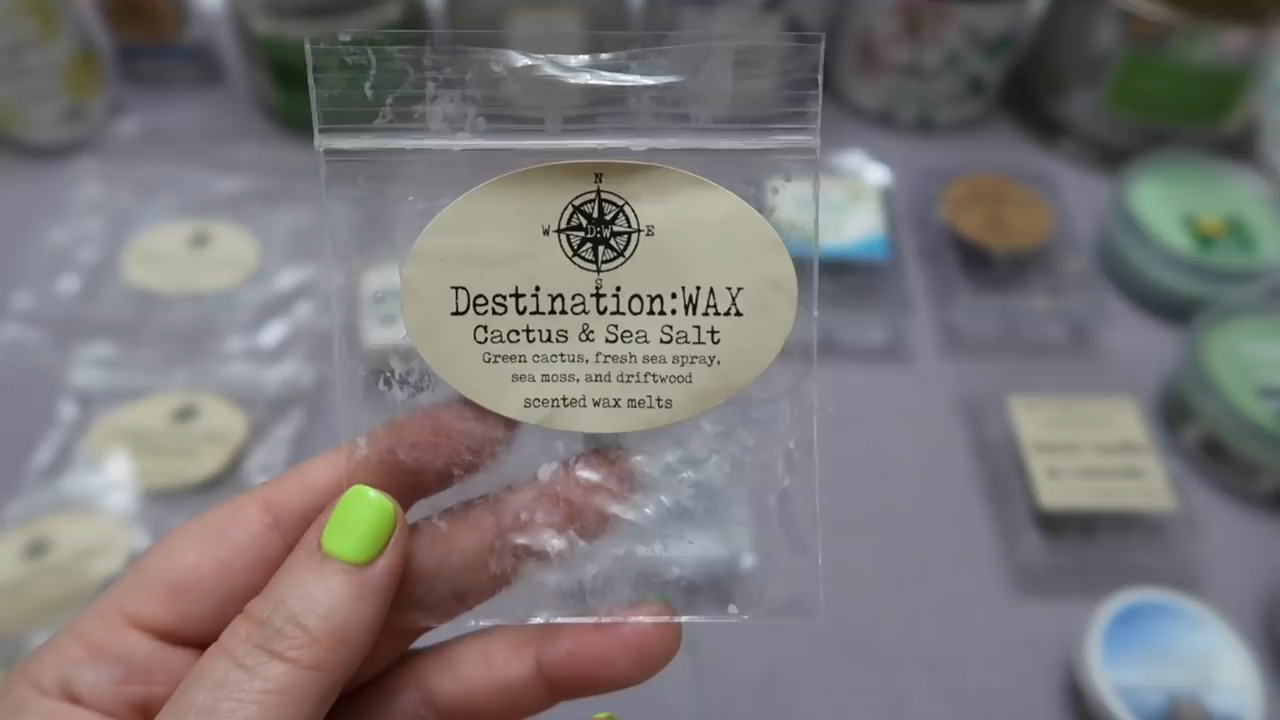 N
W D:W E
S
Destination:WAX
Cactus & Sea Salt
Green cactus, fresh sea spray,
sea moss, and driftwood
scented wax melts